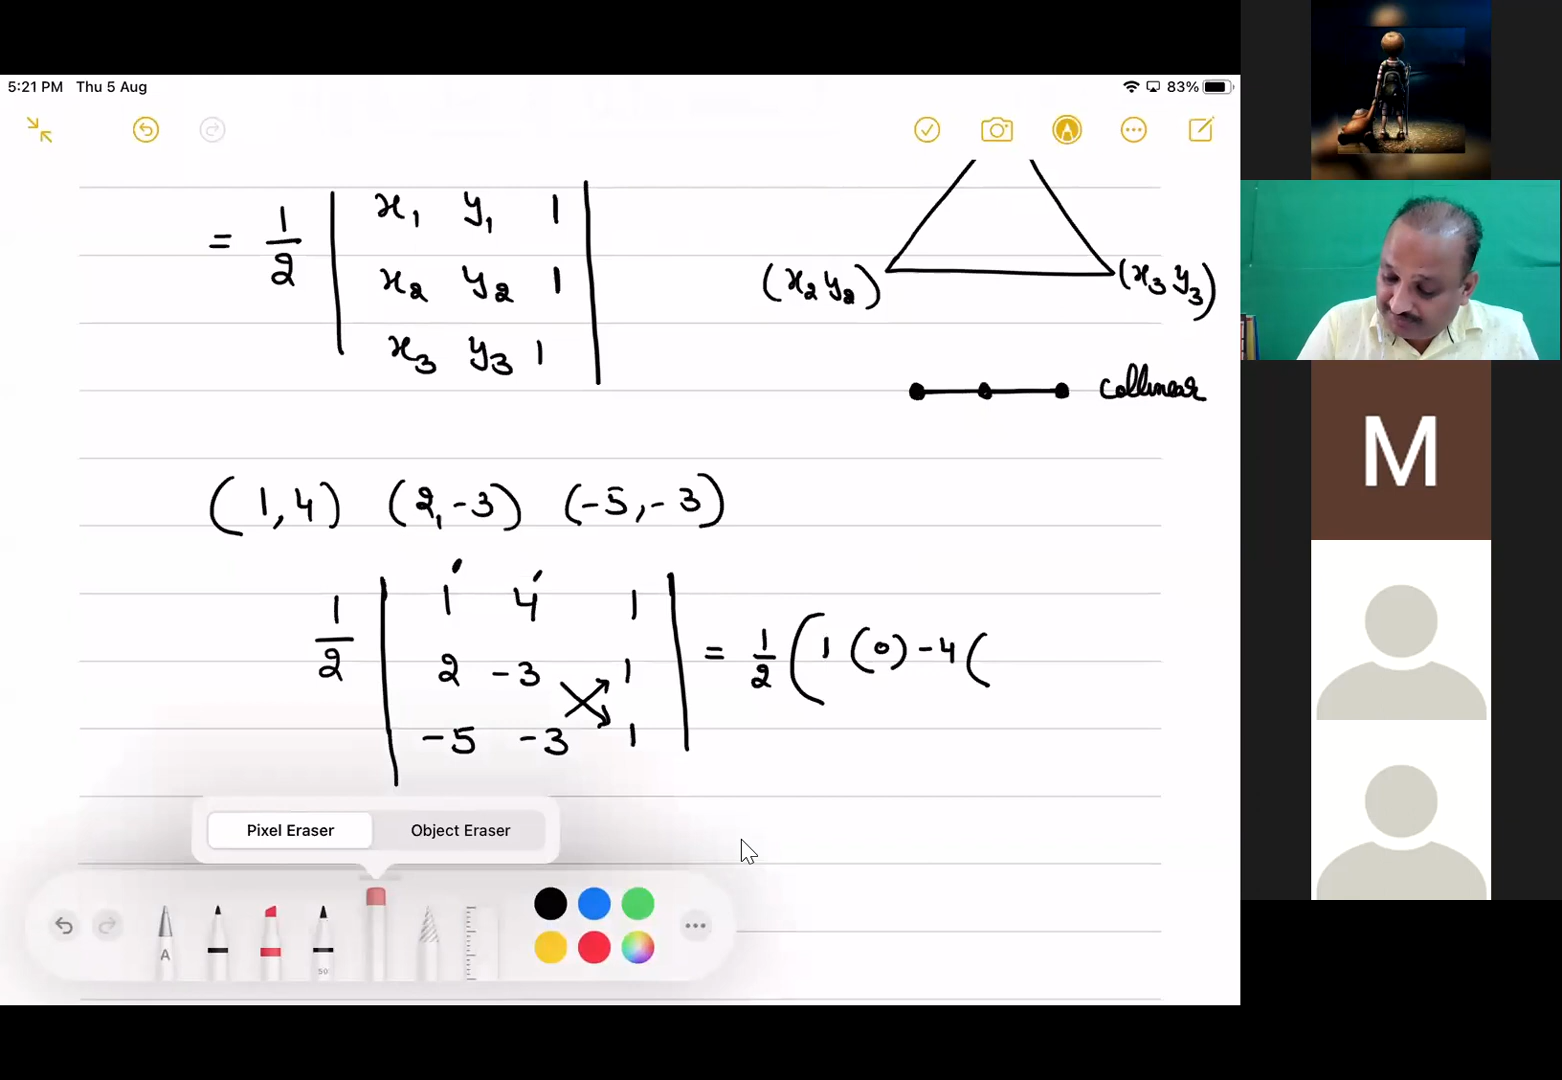 5:21 PM Thu 5 Aug
83%
= 1/2 | x₁ y₁ 1 |
| x₂ y₂ 1 |
| x₃ y₃ 1 |
(x₂ y₂)
(x₃ y₃)
collinear
(1,4) (2,-3) (-5,-3)
1/2 | 1 4 1 | = 1/2 ( 1 (0) - 4 (
| 2 -3 1 |
| -5 -3 1 |
Pixel Eraser Object Eraser
A
50
M